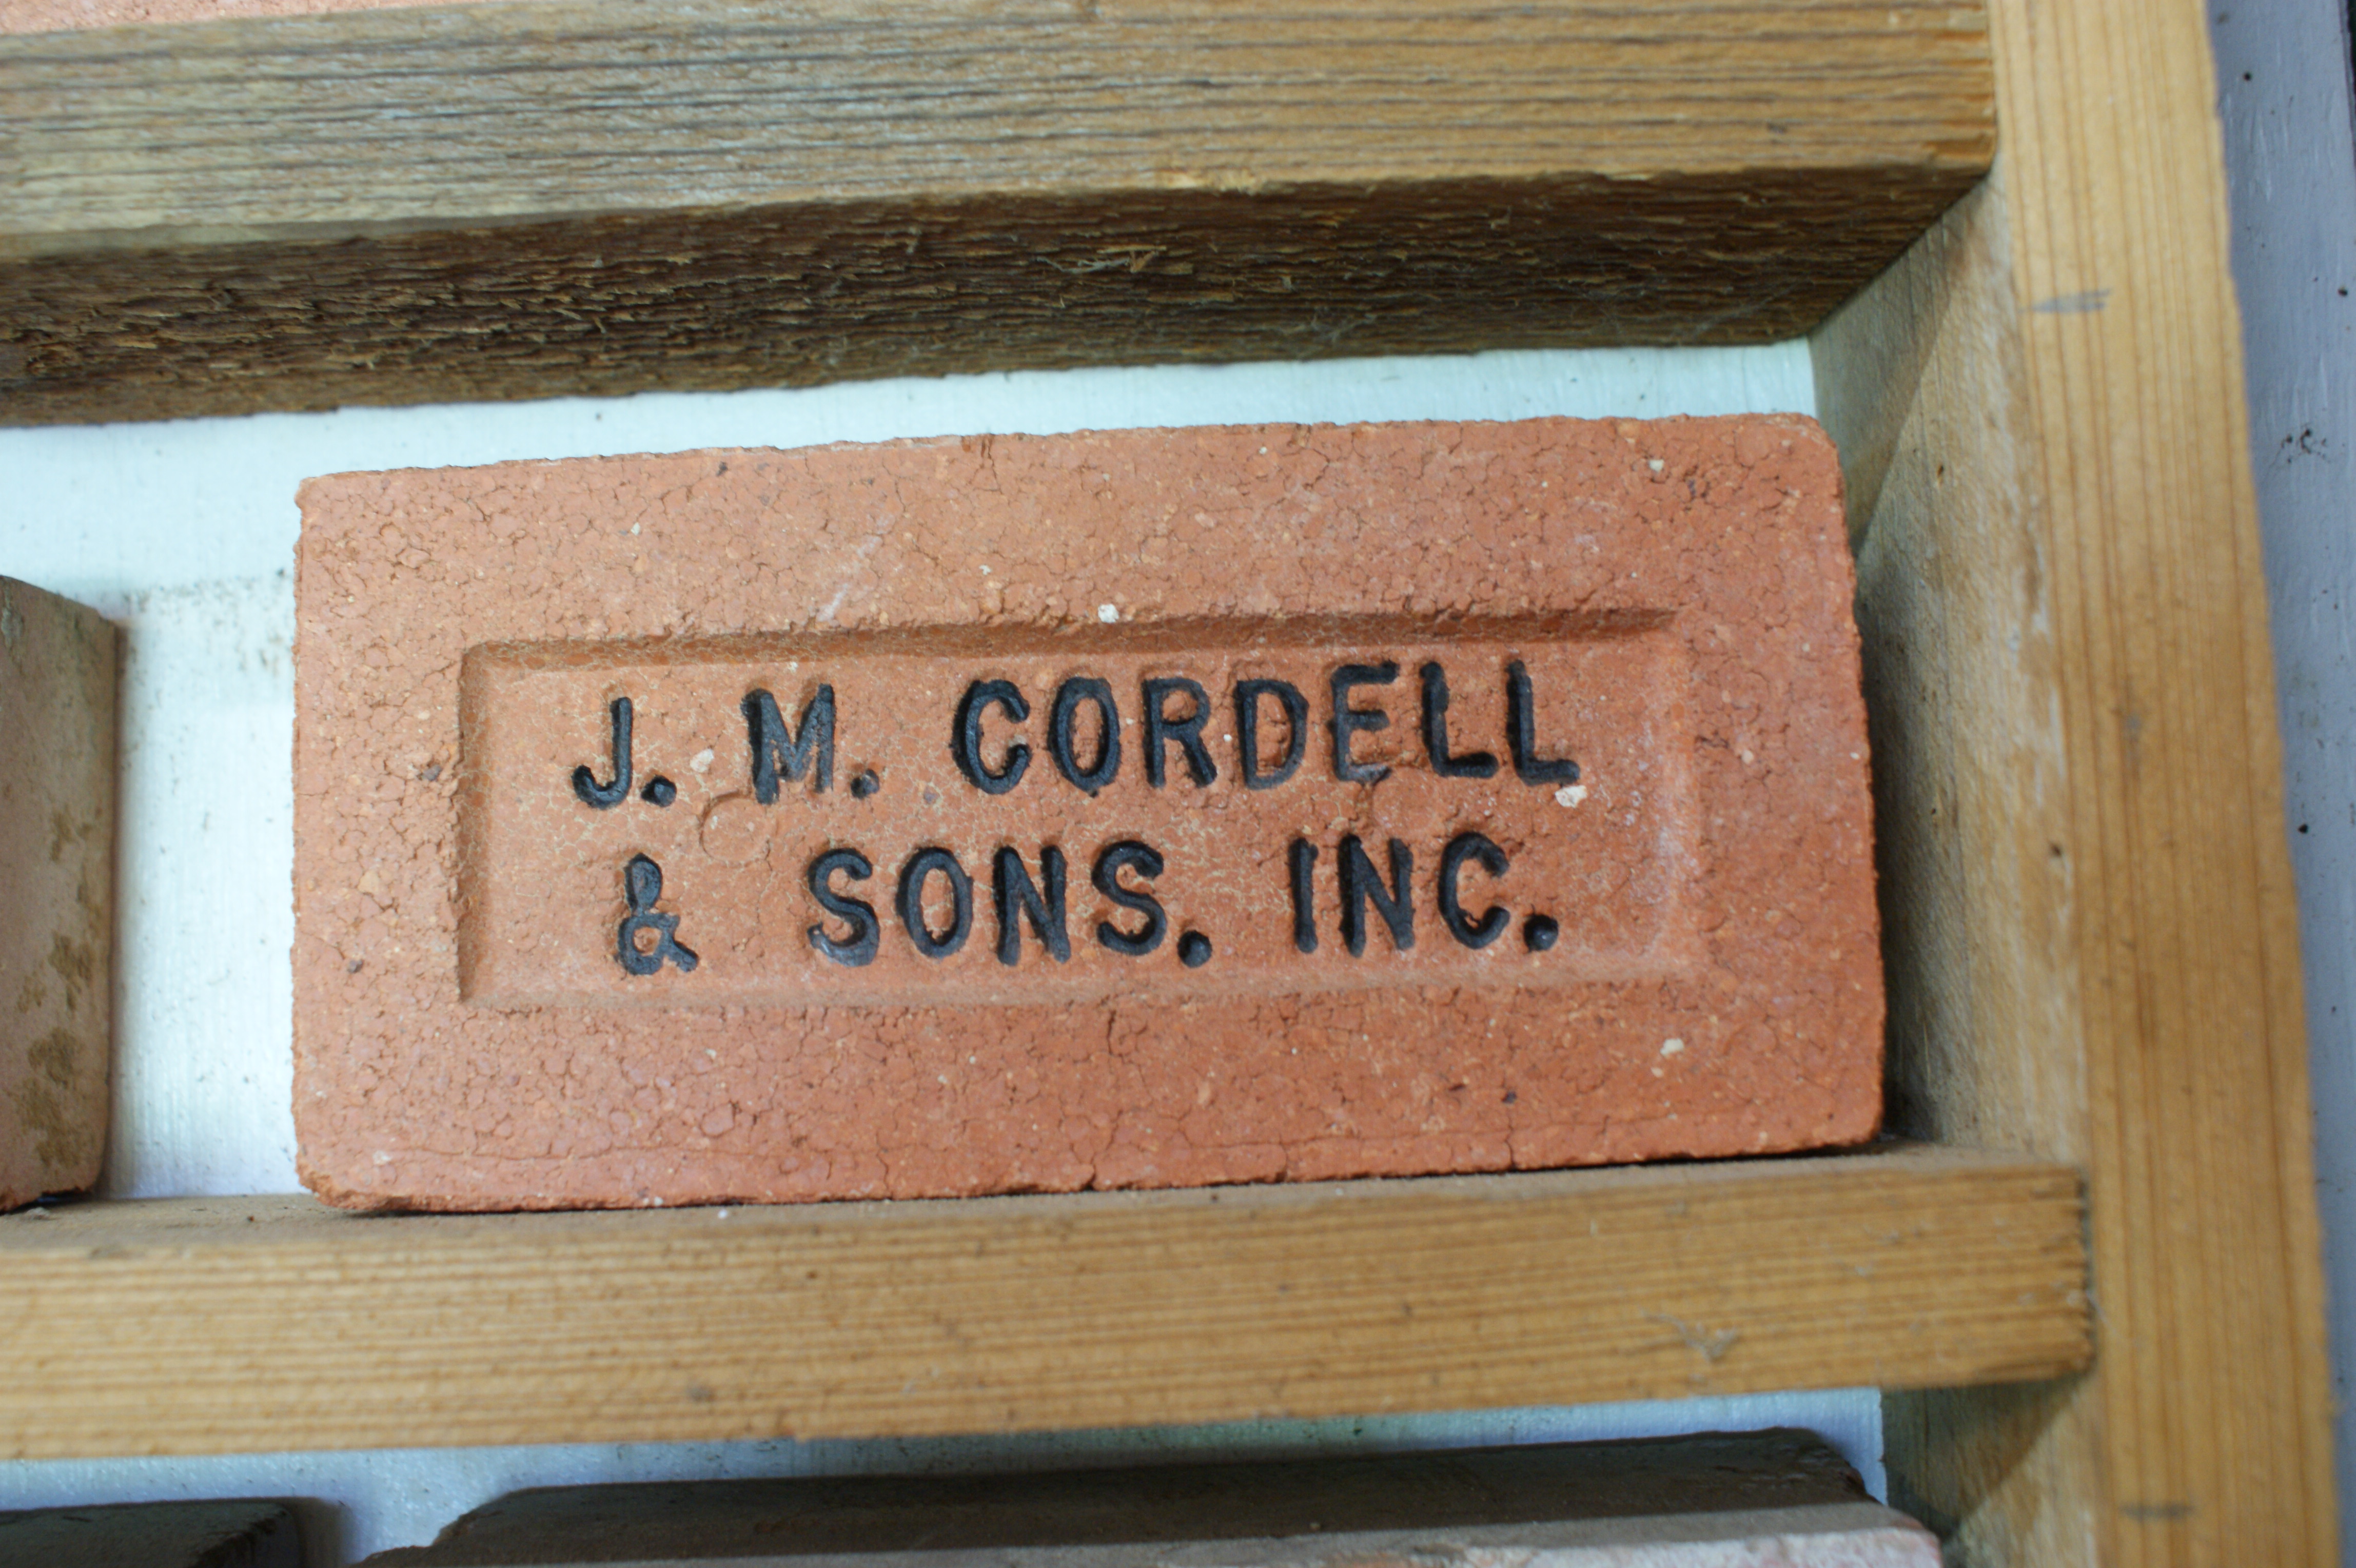 J. M. CORDELL
& SONS. INC.